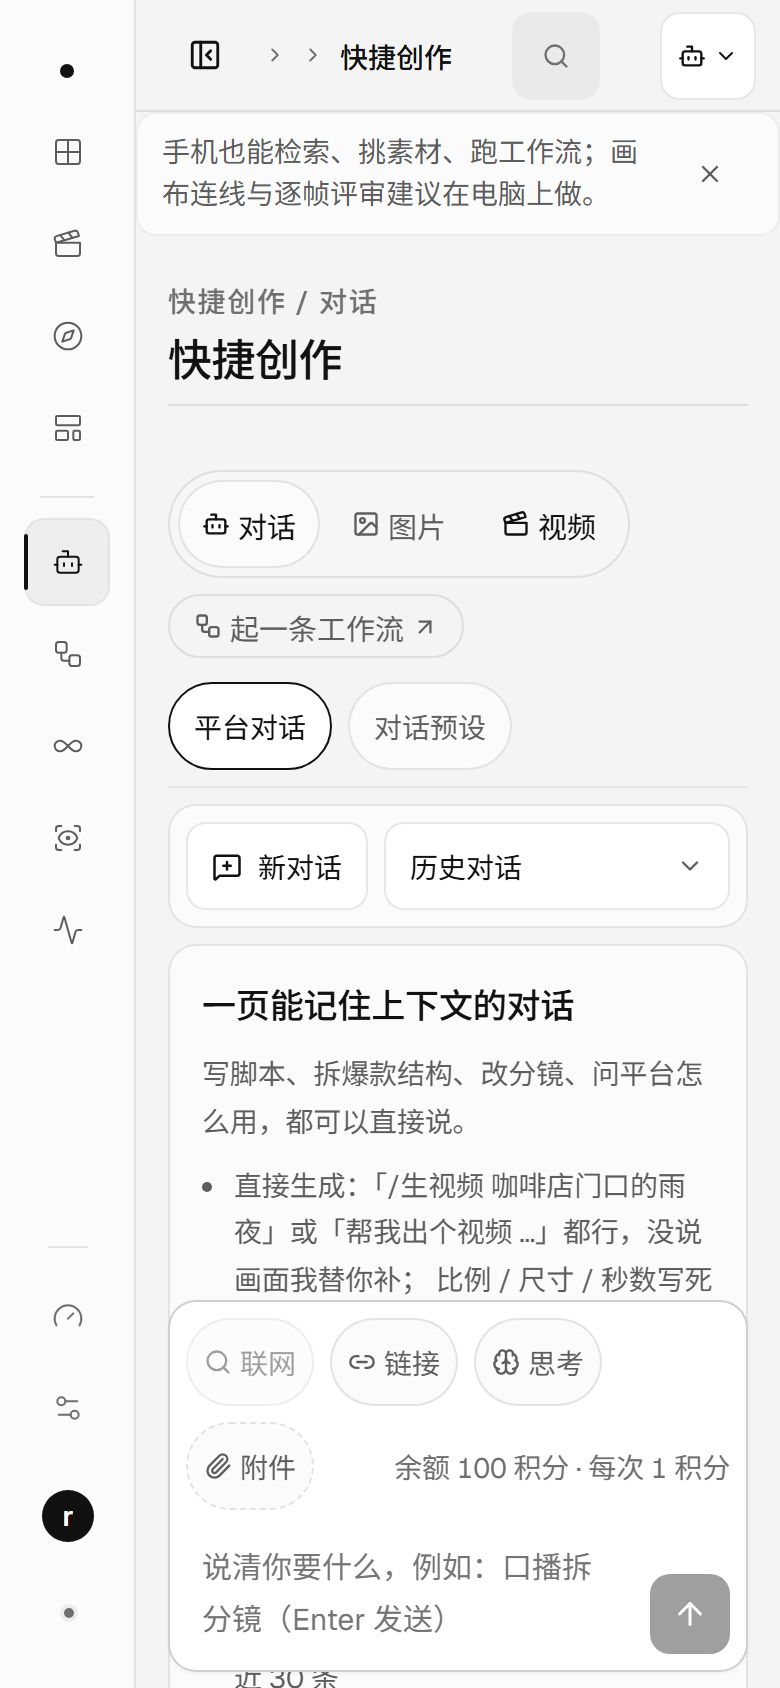 快捷创作
手机也能检索、挑素材、跑工作流；画
布连线与逐帧评审建议在电脑上做。
快捷创作 / 对话
快捷创作
对话 图片 视频
起一条工作流
平台对话 对话预设
新对话 历史对话
一页能记住上下文的对话
写脚本、拆爆款结构、改分镜、问平台怎
么用，都可以直接说。
直接生成：「/生视频 咖啡店门口的雨
夜」或「帮我出个视频 …」都行，没说
画面我替你补； 比例 / 尺寸 / 秒数写死
联网 链接 思考
附件 余额 100 积分 · 每次 1 积分
说清你要什么，例如：口播拆
分镜（Enter 发送）
r
近 30 条